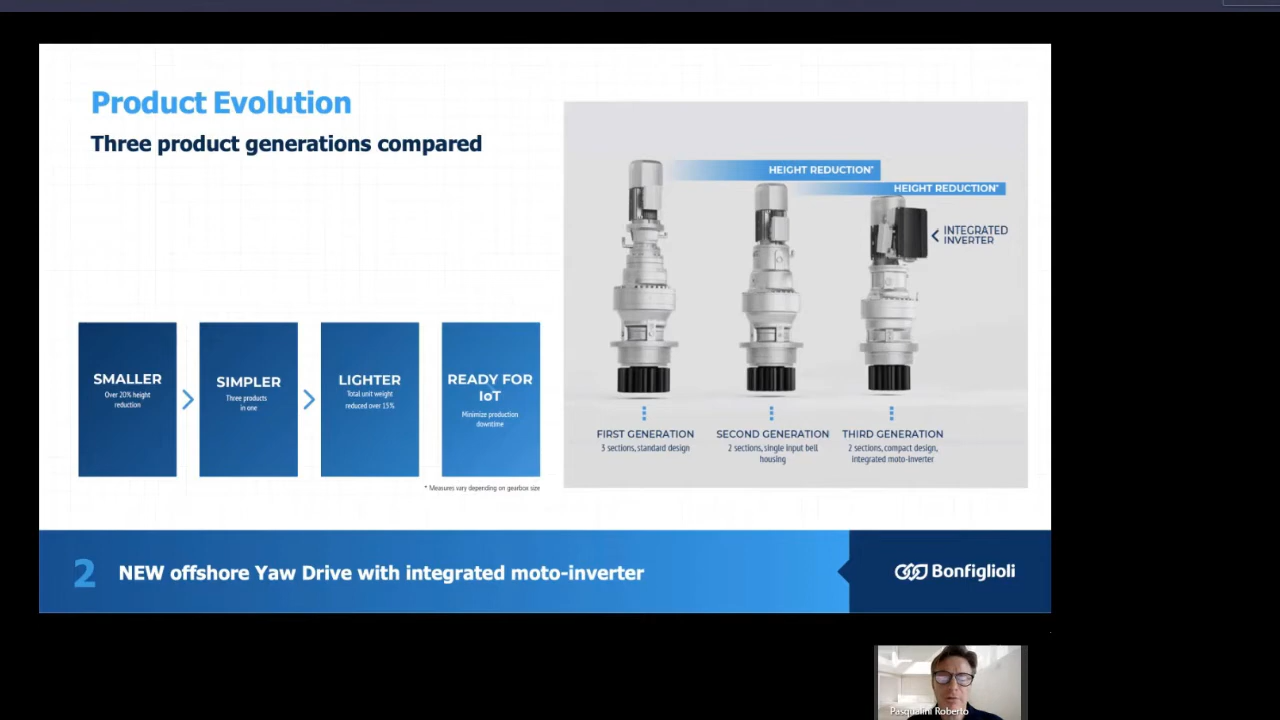 Product Evolution
Three product generations compared
HEIGHT REDUCTION*
HEIGHT REDUCTION*
INTEGRATED
INVERTER
SMALLER
Over 20% height
reduction
SIMPLER
Three products
in one
LIGHTER
Total unit weight
reduced over 15%
READY FOR
IoT
Minimize production
downtime
* Measures vary depending on gearbox size
FIRST GENERATION
3 sections, standard design
SECOND GENERATION
2 sections, single input bell
housing
THIRD GENERATION
2 sections, compact design,
integrated moto-inverter
2 NEW offshore Yaw Drive with integrated moto-inverter
Bonfiglioli
Pasqualini Roberto